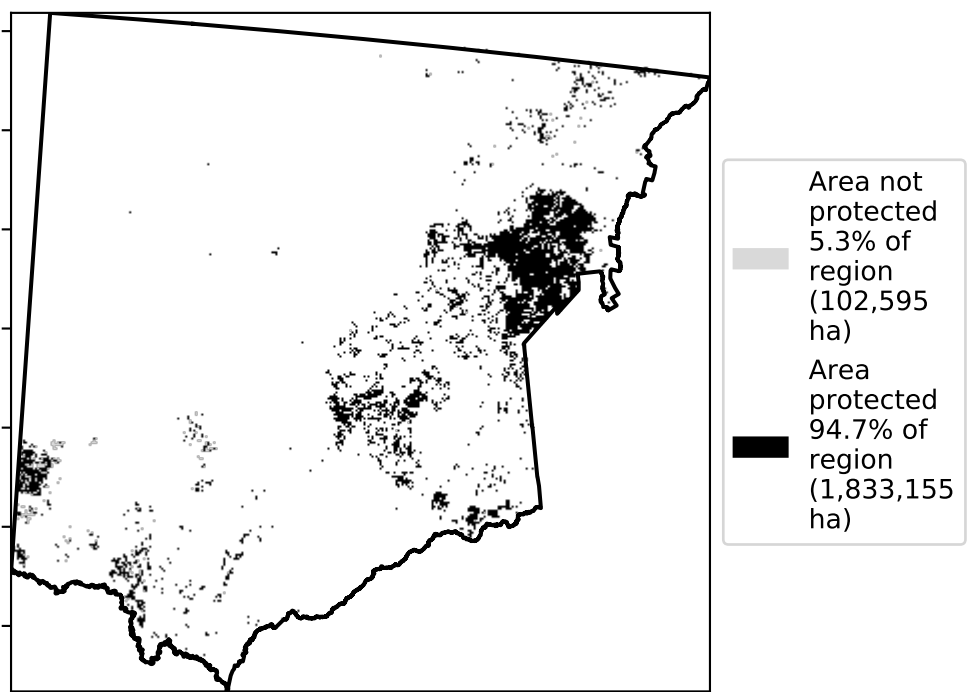 Area not
protected
5.3% of
region
(102,595
ha)
Area
protected
94.7% of
region
(1,833,155
ha)